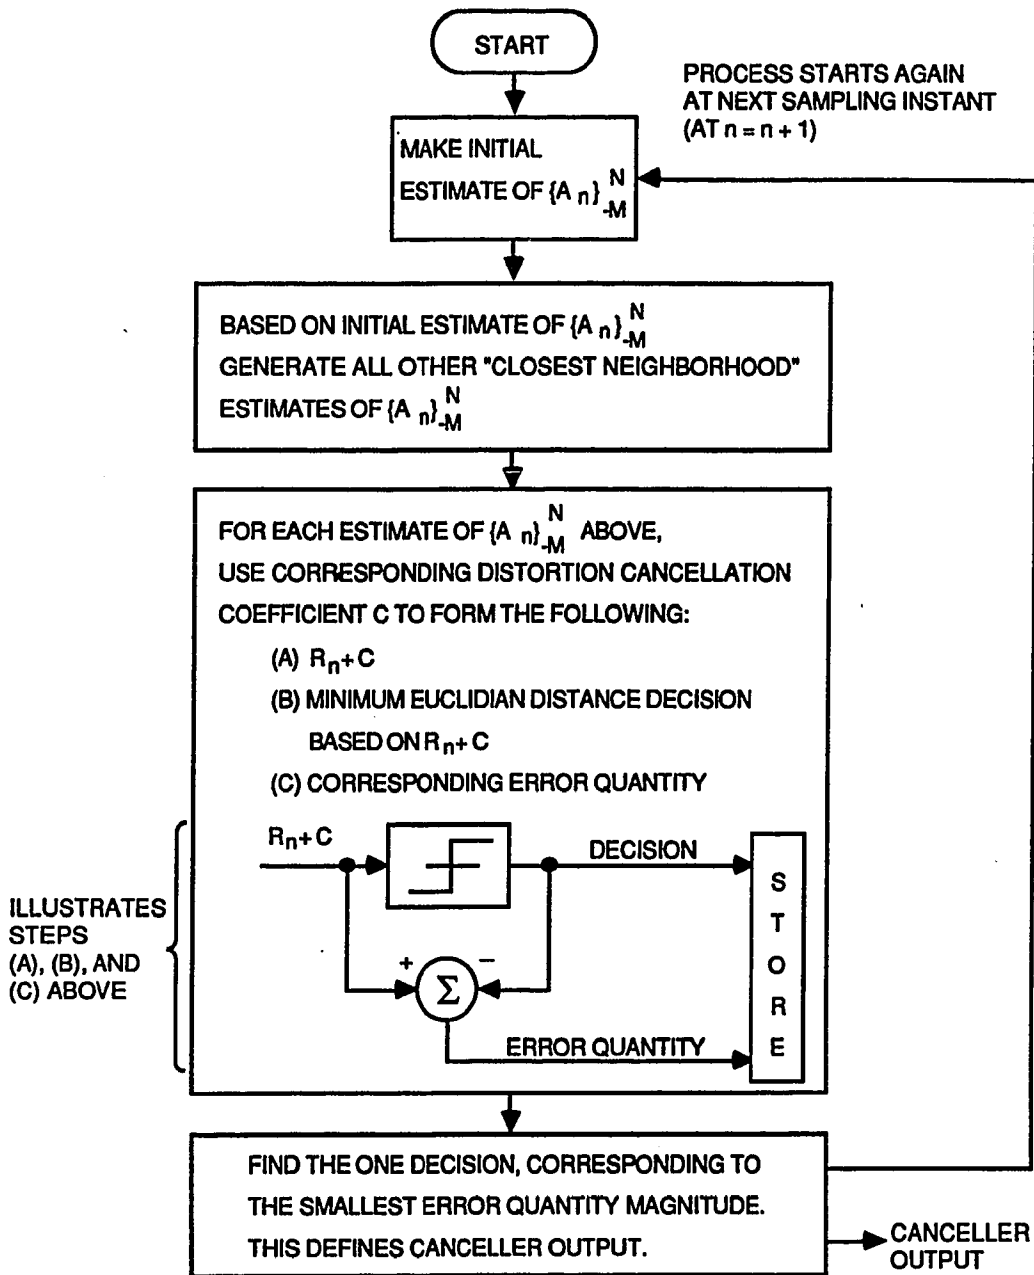 START
PROCESS STARTS AGAIN
AT NEXT SAMPLING INSTANT
(AT n = n + 1)
MAKE INITIAL
ESTIMATE OF {A n} N -M
BASED ON INITIAL ESTIMATE OF {A n} N -M
GENERATE ALL OTHER "CLOSEST NEIGHBORHOOD"
ESTIMATES OF {A n} N -M
FOR EACH ESTIMATE OF {A n} N -M ABOVE,
USE CORRESPONDING DISTORTION CANCELLATION
COEFFICIENT C TO FORM THE FOLLOWING:
(A) Rn+C
(B) MINIMUM EUCLIDIAN DISTANCE DECISION
BASED ON Rn+C
(C) CORRESPONDING ERROR QUANTITY
Rn+C
DECISION
STORE
ILLUSTRATES
STEPS
(A), (B), AND
(C) ABOVE
+ −
Σ
ERROR QUANTITY
FIND THE ONE DECISION, CORRESPONDING TO
THE SMALLEST ERROR QUANTITY MAGNITUDE.
THIS DEFINES CANCELLER OUTPUT.
CANCELLER
OUTPUT